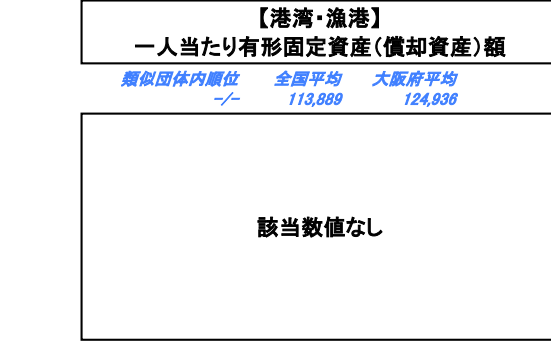 【港湾・漁港】
一人当たり有形固定資産（償却資産）額
類似団体内順位 全国平均 大阪府平均
-/- 113,889 124,936
該当数値なし